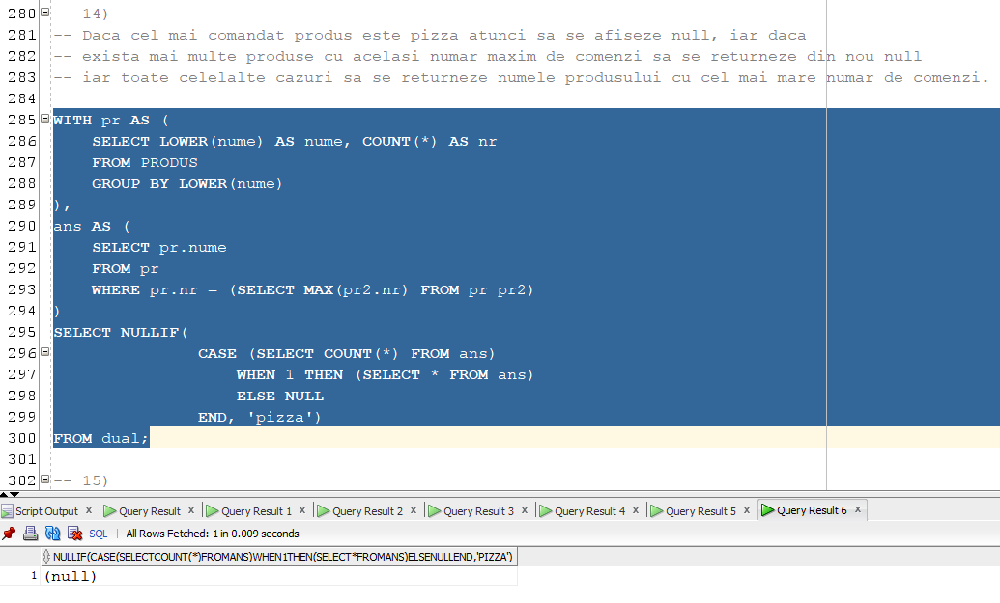 280 -- 14)
281 -- Daca cel mai comandat produs este pizza atunci sa se afiseze null, iar daca
282 -- exista mai multe produse cu acelasi numar maxim de comenzi sa se returneze din nou null
283 -- iar toate celelalte cazuri sa se returneze numele produsului cu cel mai mare numar de comenzi.
284
285 WITH pr AS (
286 SELECT LOWER(nume) AS nume, COUNT(*) AS nr
287 FROM PRODUS
288 GROUP BY LOWER(nume)
289 ),
290 ans AS (
291 SELECT pr.nume
292 FROM pr
293 WHERE pr.nr = (SELECT MAX(pr2.nr) FROM pr pr2)
294 )
295 SELECT NULLIF(
296 CASE (SELECT COUNT(*) FROM ans)
297 WHEN 1 THEN (SELECT * FROM ans)
298 ELSE NULL
299 END, 'pizza')
300 FROM dual;
301
302 -- 15)
Script Output x Query Result x Query Result 1 x Query Result 2 x Query Result 3 x Query Result 4 x Query Result 5 x Query Result 6 x
SQL | All Rows Fetched: 1 in 0.009 seconds
NULLIF(CASE(SELECTCOUNT(*)FROMANS)WHEN1THEN(SELECT*FROMANS)ELSENULLEND,'PIZZA')
1 (null)